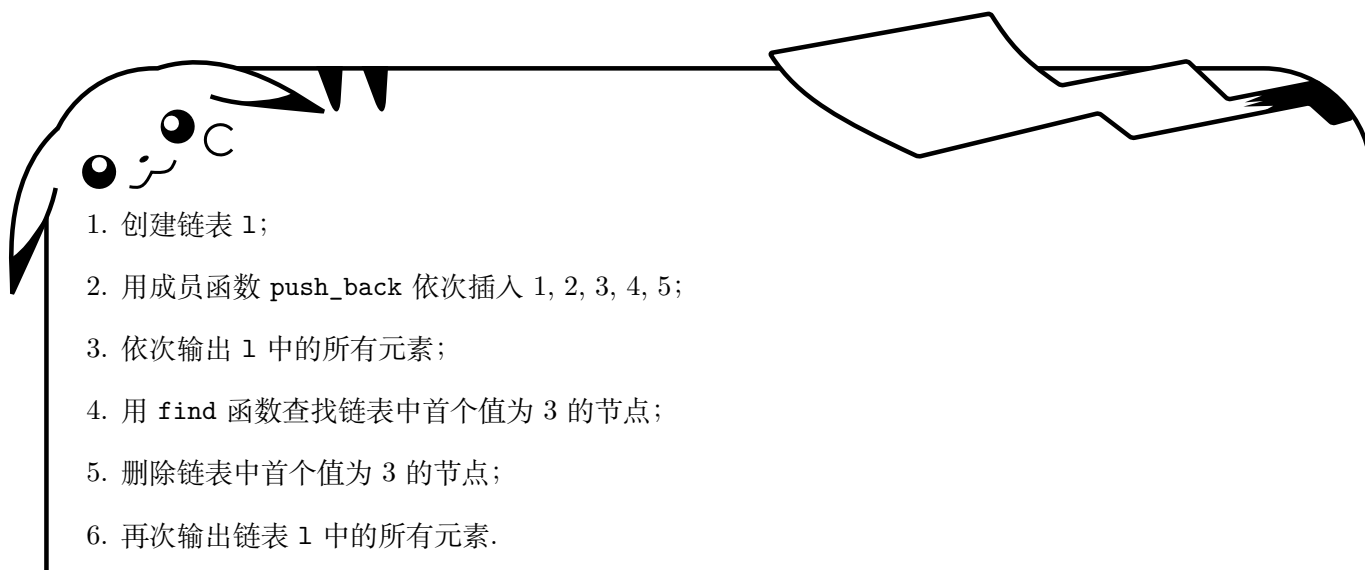 1. 创建链表 l；
2. 用成员函数 push_back 依次插入 1, 2, 3, 4, 5；
3. 依次输出 l 中的所有元素；
4. 用 find 函数查找链表中首个值为 3 的节点；
5. 删除链表中首个值为 3 的节点；
6. 再次输出链表 l 中的所有元素.